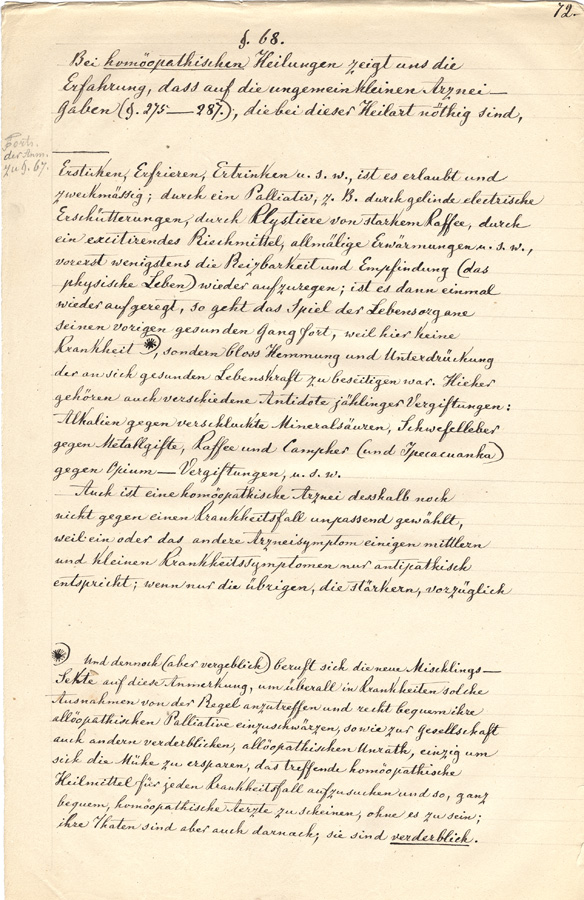 72.
§. 68.
Bei homöopathischen Heilungen zeigt uns die
Erfahrung, dass auf die ungemein kleinen Arznei—
Gaben (§. 275—287.), die bei dieser Heilart nöthig sind,
Forts.
der Anm.
zu §. 67.
Ersticken, Erfrieren, Ertrinken u. s. w., ist es erlaubt und
zweckmässig; durch ein Palliativ, z. B. durch gelinde electrische
Erschütterungen, durch Klystiere von starkem Kaffee, durch
ein excitirendes Riechmittel, allmälige Erwärmungen u. s. w.,
vorerst wenigstens die Reizbarkeit und Empfindung (das
physische Leben) wieder aufzuregen; ist es dann einmal
wieder aufgeregt, so geht das Spiel der Lebensorgane
seinen vorigen gesunden Gang fort, weil hier keine
Krankheit *), sondern bloss Hemmung und Unterdrückung
der an sich gesunden Lebenskraft zu beseitigen war. Hieher
gehören auch verschiedene Antidote jählinger Vergiftungen:
Alkalien gegen verschluckte Mineralsäuren, Schwefelleber
gegen Metallgifte, Kaffee und Campher (und Ipecacuanha)
gegen Opium—Vergiftungen, u. s. w.
Auch ist eine homöopathische Arznei desshalb noch
nicht gegen einen Krankheitsfall unpassend gewählt,
weil ein oder das andere Arzneisymptom einigen mittlern
und kleinen Krankheitssymptomen nur antipathisch
entspricht; wenn nur die übrigen, die stärkern, vorzüglich
*) Und dennoch (aber vergeblich) beruft sich die neue Mischlings—
Sekte auf diese Anmerkung, um überall in Krankheiten solche
Ausnahmen von der Regel anzutreffen und recht bequem ihre
allöopathischen Palliative einzuschwärzen, so wie zur Gesellschaft
auch andern verderblichen, allöopathischen Unrath, einzig um
sich die Mühe zu ersparen, das treffende homöopathische
Heilmittel für jeden Krankheitsfall aufzusuchen und so, ganz
bequem, homöopathische Aerzte zu scheinen, ohne es zu sein;
ihre Thaten sind aber auch darnach; sie sind verderblich.